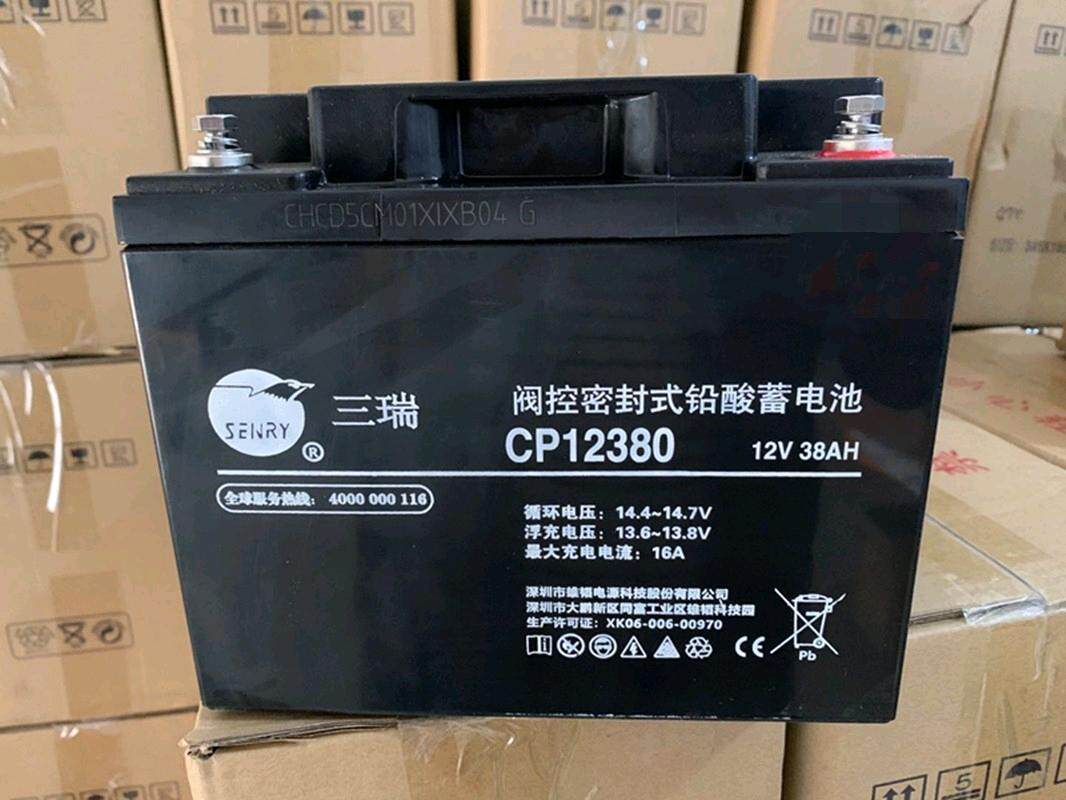 CHCD5CM01XIXB04 G
SENRY
®
三瑞
阀控密封式铅酸蓄电池
CP12380
12V 38AH
全球服务热线： 4000 000 116
循环电压：14.4~14.7V
浮充电压：13.6~13.8V
最大充电电流：16A
深圳市雄韬电源科技股份有限公司
深圳市大鹏新区同富工业区雄韬科技园
生产许可证：XK06-006-00970
CE
Pb
QTY:
SIZE:
5